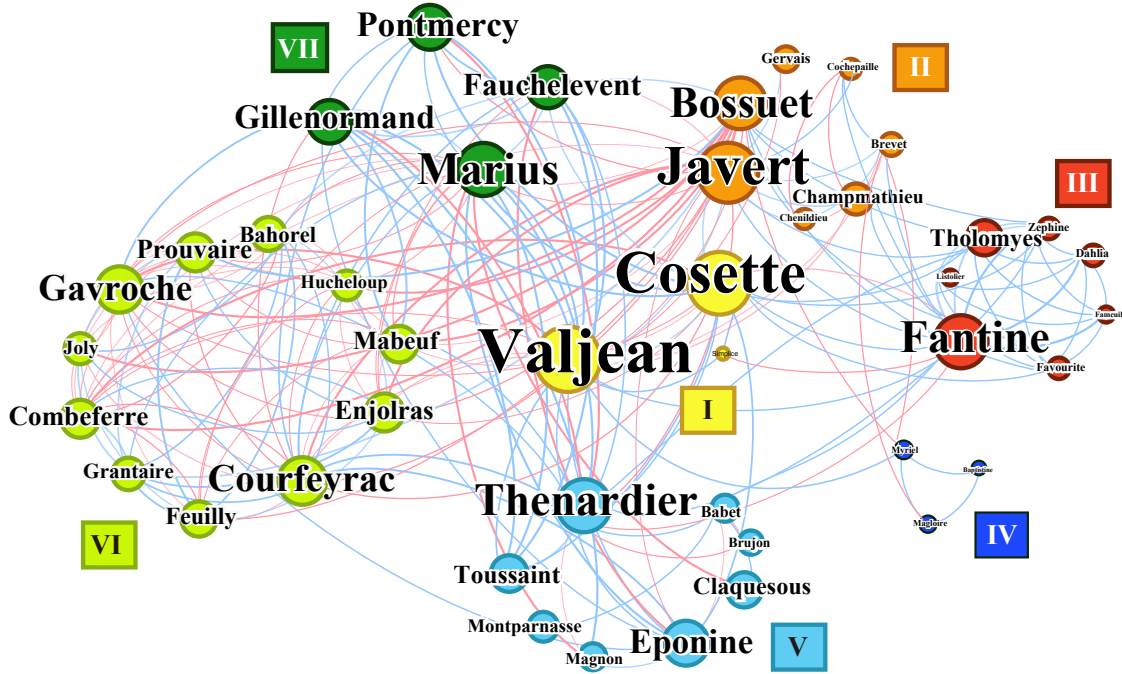 Pontmercy
VII
Gervais
Cochepaille
II
Fauchelevent
Bossuet
Gillenormand
Brevet
Marius
Javert
III
Champmathieu
Chenildieu
Zephine
Bahorel
Tholomyes
Prouvaire
Dahlia
Cosette
Listolier
Hucheloup
Gavroche
Fameuil
Fantine
Mabeuf
Joly
Valjean
Simplice
Favourite
I
Enjolras
Combeferre
Myriel
Baptistine
Grantaire
Courfeyrac
Thenardier
Babet
Feuilly
Magloire
IV
VI
Brujon
Toussaint
Claquesous
Montparnasse
Eponine
V
Magnon